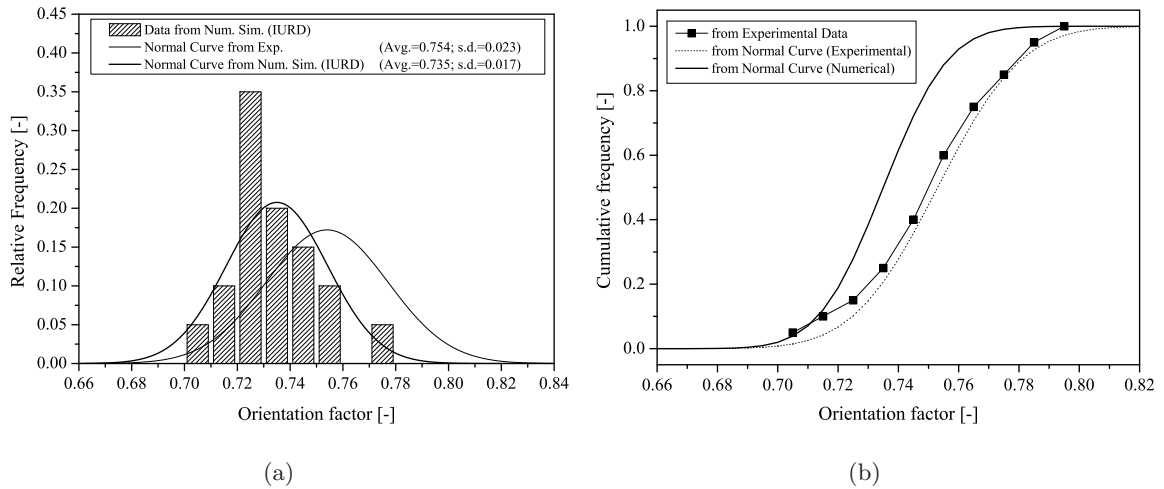 Data from Num. Sim. (IURD)
Normal Curve from Exp. (Avg.=0.754; s.d.=0.023)
Normal Curve from Num. Sim. (IURD) (Avg.=0.735; s.d.=0.017)
0.45
0.40
0.35
0.30
0.25
0.20
0.15
0.10
0.05
0.00
Relative Frequency [-]
0.66 0.68 0.70 0.72 0.74 0.76 0.78 0.80 0.82 0.84
Orientation factor [-]
(a)
from Experimental Data
from Normal Curve (Experimental)
from Normal Curve (Numerical)
1.0
0.8
0.6
0.4
0.2
0.0
Cumulative frequency [-]
0.66 0.68 0.70 0.72 0.74 0.76 0.78 0.80 0.82
Orientation factor [-]
(b)